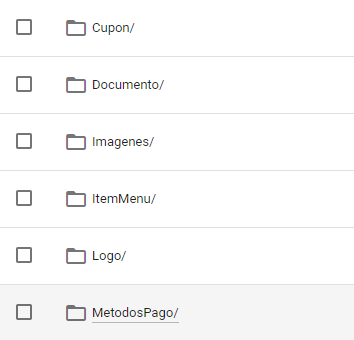 Cupon/
Documento/
Imagenes/
ItemMenu/
Logo/
MetodosPago/